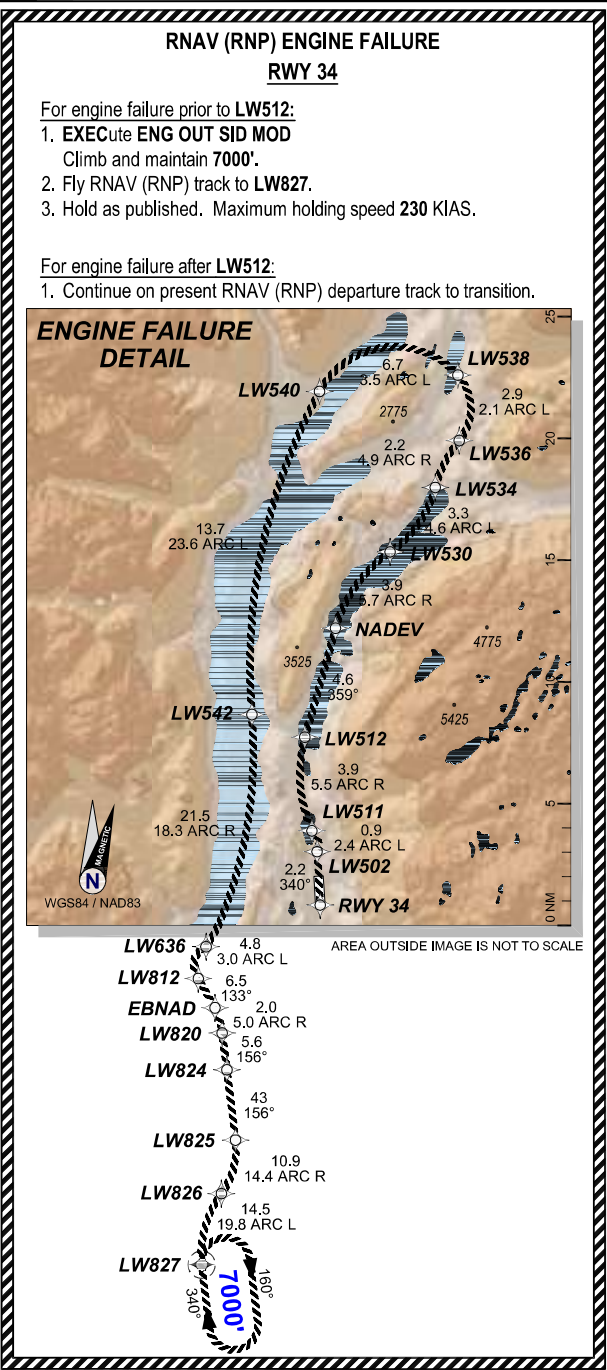 RNAV (RNP) ENGINE FAILURE
RWY 34
For engine failure prior to LW512:
1. EXECute ENG OUT SID MOD
Climb and maintain 7000'.
2. Fly RNAV (RNP) track to LW827.
3. Hold as published. Maximum holding speed 230 KIAS.
For engine failure after LW512:
1. Continue on present RNAV (RNP) departure track to transition.
ENGINE FAILURE
DETAIL
25
6.7
3.5 ARC L
LW538
LW540
2.9
2.1 ARC L
2775
20
2.2
4.9 ARC R
LW536
LW534
3.3
4.6 ARC L
13.7
23.6 ARC L
LW530
15
3.9
5.7 ARC R
NADEV
4775
3525
4.6
359°
10
LW542
5425
LW512
3.9
5.5 ARC R
21.5
18.3 ARC R
LW511
5
0.9
2.4 ARC L
LW502
2.2
340°
MAGNETIC
N
WGS84 / NAD83
RWY 34
0 NM
AREA OUTSIDE IMAGE IS NOT TO SCALE
LW636
4.8
3.0 ARC L
LW812
6.5
133°
EBNAD
2.0
5.0 ARC R
LW820
5.6
156°
LW824
43
156°
LW825
10.9
14.4 ARC R
LW826
14.5
19.8 ARC L
LW827
7000'
160°
340°